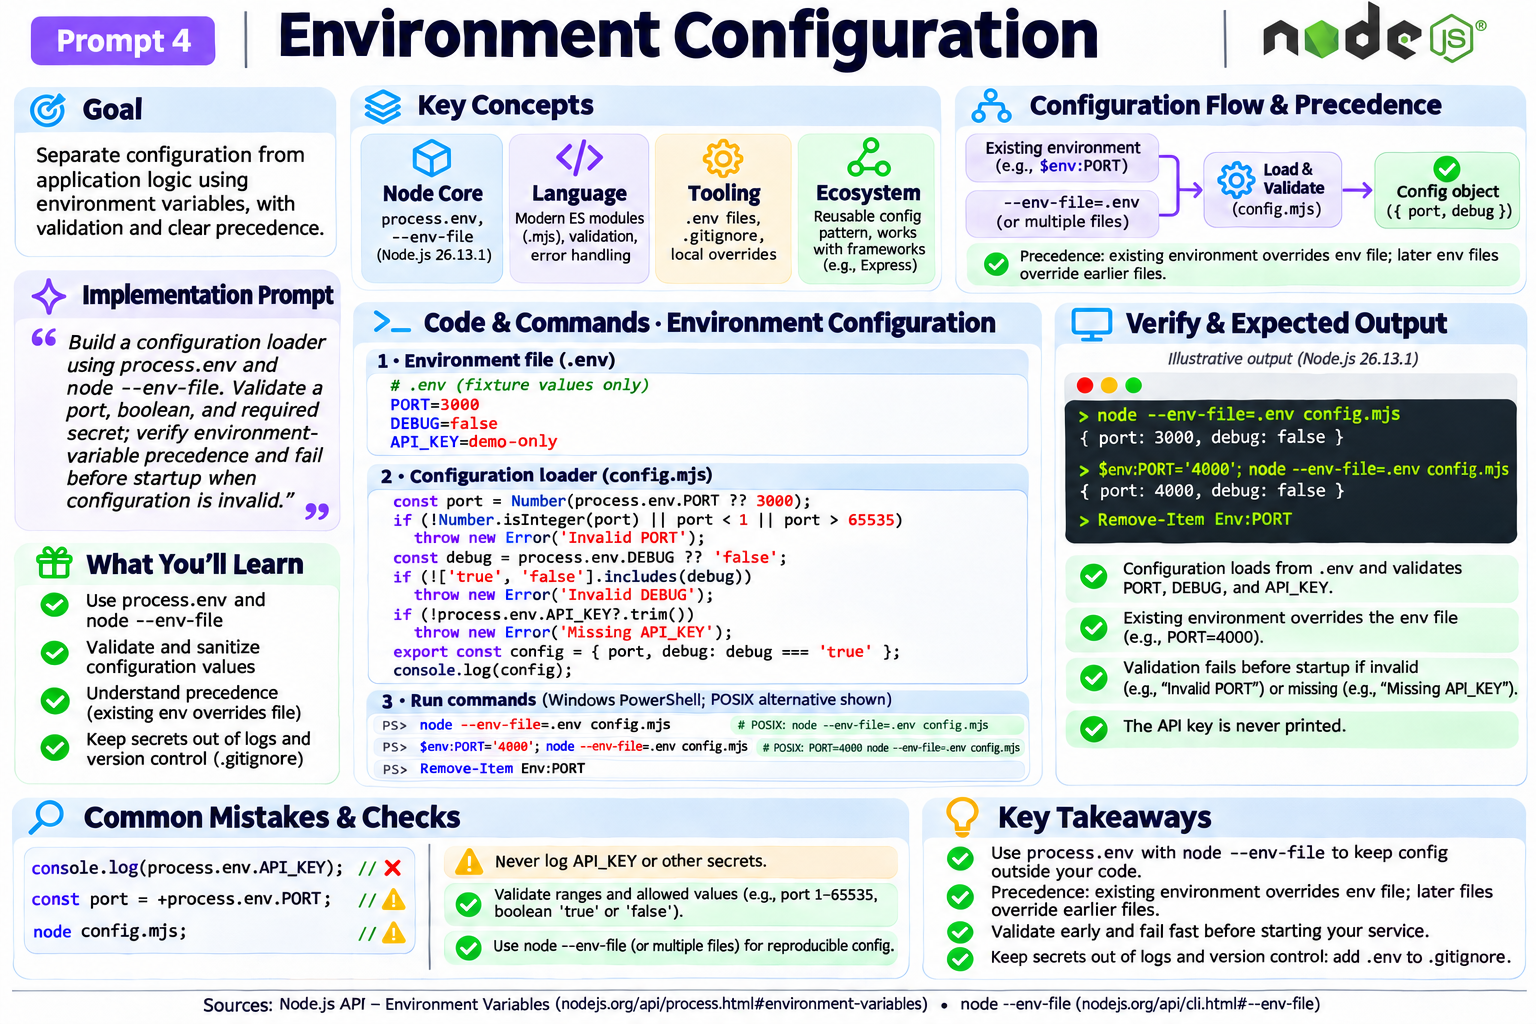 Prompt 4
Environment Configuration
node JS ®
Goal
Separate configuration from
application logic using
environment variables, with
validation and clear precedence.
Implementation Prompt
“ Build a configuration loader
using process.env and
node --env-file. Validate a
port, boolean, and required
secret; verify environment-
variable precedence and fail
before startup when
configuration is invalid.”
”
What You’ll Learn
Use process.env and
node --env-file
Validate and sanitize
configuration values
Understand precedence
(existing env overrides file)
Keep secrets out of logs and
version control (.gitignore)
Key Concepts
Node Core
process.env,
--env-file
(Node.js 26.13.1)
Language
Modern ES modules
(.mjs), validation,
error handling
Tooling
.env files,
.gitignore,
local overrides
Ecosystem
Reusable config
pattern, works
with frameworks
(e.g., Express)
Configuration Flow & Precedence
Existing environment
(e.g., $env:PORT)
--env-file=.env
(or multiple files)
Load &
Validate
(config.mjs)
Config object
({ port, debug })
Precedence: existing environment overrides env file; later env files
override earlier files.
Code & Commands · Environment Configuration
1 • Environment file (.env)
# .env (fixture values only)
PORT=3000
DEBUG=false
API_KEY=demo-only
2 • Configuration loader (config.mjs)
const port = Number(process.env.PORT ?? 3000);
if (!Number.isInteger(port) || port < 1 || port > 65535)
throw new Error('Invalid PORT');
const debug = process.env.DEBUG ?? 'false';
if (!['true', 'false'].includes(debug))
throw new Error('Invalid DEBUG');
if (!process.env.API_KEY?.trim())
throw new Error('Missing API_KEY');
export const config = { port, debug: debug === 'true' };
console.log(config);
3 • Run commands (Windows PowerShell; POSIX alternative shown)
PS> node --env-file=.env config.mjs # POSIX: node --env-file=.env config.mjs
PS> $env:PORT='4000'; node --env-file=.env config.mjs # POSIX: PORT=4000 node --env-file=.env config.mjs
PS> Remove-Item Env:PORT
Verify & Expected Output
Illustrative output (Node.js 26.13.1)
> node --env-file=.env config.mjs
{ port: 3000, debug: false }
> $env:PORT='4000'; node --env-file=.env config.mjs
{ port: 4000, debug: false }
> Remove-Item Env:PORT
Configuration loads from .env and validates
PORT, DEBUG, and API_KEY.
Existing environment overrides the env file
(e.g., PORT=4000).
Validation fails before startup if invalid
(e.g., “Invalid PORT”) or missing (e.g., “Missing API_KEY”).
The API key is never printed.
Common Mistakes & Checks
console.log(process.env.API_KEY); //
const port = +process.env.PORT; //
node config.mjs; //
Never log API_KEY or other secrets.
Validate ranges and allowed values (e.g., port 1–65535,
boolean 'true' or 'false').
Use node --env-file (or multiple files) for reproducible config.
Key Takeaways
Use process.env with node --env-file to keep config
outside your code.
Precedence: existing environment overrides env file; later files
override earlier files.
Validate early and fail fast before starting your service.
Keep secrets out of logs and version control: add .env to .gitignore.
Sources: Node.js API – Environment Variables (nodejs.org/api/process.html#environment-variables) • node --env-file (nodejs.org/api/cli.html#--env-file)